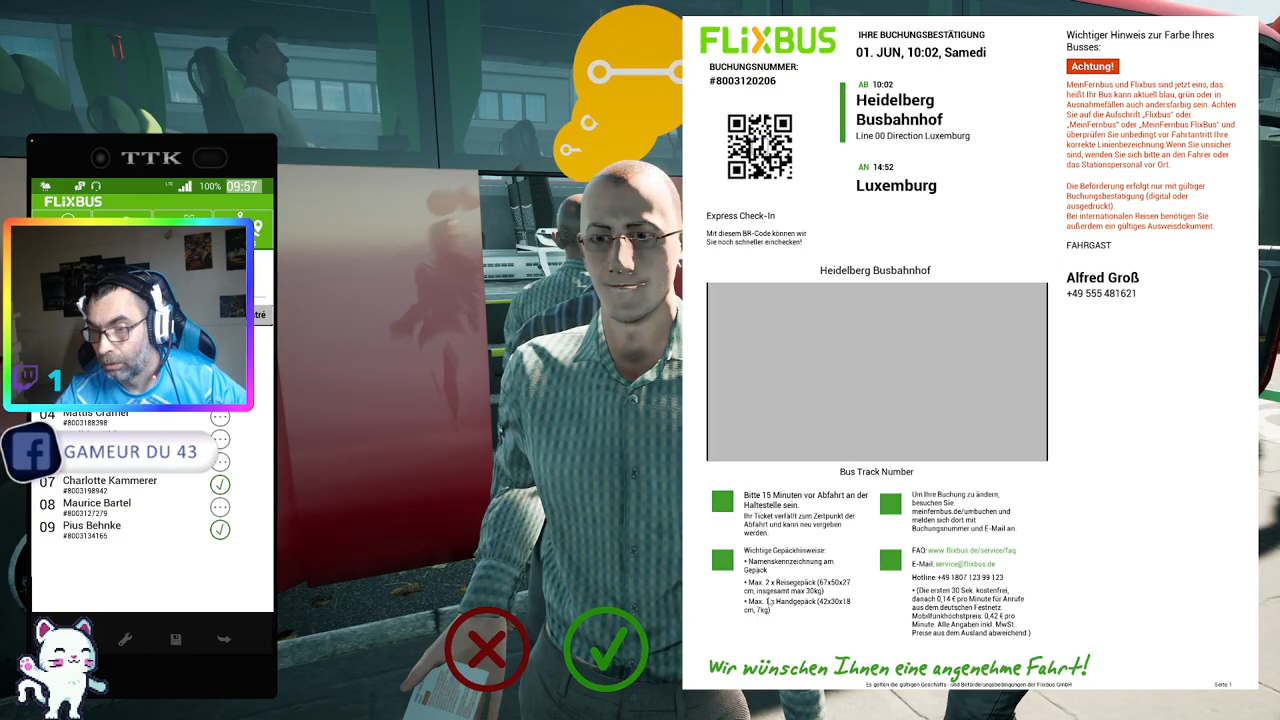 TTK
100% 09:57
FLiXBUS
ntré
1
04 Mattis Cramer
#8003188398
GAMEUR DU 43
07 Charlotte Kammerer
#8003198942
08 Maurice Bartel
#8003127279
09 Pius Behnke
#8003134165
FLiXBUS
BUCHUNGSNUMMER:
#8003120206
Express Check-In
Mit diesem BR-Code können wir
Sie noch schneller einchecken!
IHRE BUCHUNGSBESTÄTIGUNG
01. JUN, 10:02, Samedi
AB 10:02
Heidelberg
Busbahnhof
Line 00 Direction Luxemburg
AN 14:52
Luxemburg
Heidelberg Busbahnhof
Bus Track Number
Bitte 15 Minuten vor Abfahrt an der
Haltestelle sein.
Ihr Ticket verfällt zum Zeitpunkt der
Abfahrt und kann neu vergeben
werden.
Wichtige Gepäckhinweise:
• Namenskennzeichnung am
Gepäck
• Max. 2 x Reisegepäck (67x50x27
cm, insgesamt max 30kg)
• Max. 1x Handgepäck (42x30x18
cm, 7kg)
Um Ihre Buchung zu ändern,
besuchen Sie
meinfernbus.de/umbuchen und
melden sich dort mit
Buchungsnummer und E-Mail an.
FAQ: www.flixbus.de/service/faq
E-Mail: service@flixbus.de
Hotline: +49 1807 123 99 123
• (Die ersten 30 Sek. kostenfrei,
danach 0,14 € pro Minute für Anrufe
aus dem deutschen Festnetz.
Mobilfunkhöchstpreis: 0,42 € pro
Minute. Alle Angaben inkl. MwSt..
Preise aus dem Ausland abweichend.)
Wichtiger Hinweis zur Farbe Ihres
Busses:
Achtung!
MeinFernbus und Flixbus sind jetzt eins, das
heißt Ihr Bus kann aktuell blau, grün oder in
Ausnahmefällen auch andersfarbig sein. Achten
Sie auf die Aufschrift „Flixbus" oder
„MeinFernbus" oder „MeinFernbus FlixBus" und
überprüfen Sie unbedingt vor Fahrtantritt Ihre
korrekte Linienbezeichnung.Wenn Sie unsicher
sind, wenden Sie sich bitte an den Fahrer oder
das Stationspersonal vor Ort.
Die Beförderung erfolgt nur mit gültiger
Buchungsbestätigung (digital oder
ausgedruckt).
Bei internationalen Reisen benötigen Sie
außerdem ein gültiges Ausweisdokument.
FAHRGAST
Alfred Groß
+49 555 481621
Wir wünschen Ihnen eine angenehme Fahrt!
Es gelten die gültigen Geschäfts- und Beförderungsbedingungen der Flixbus GmbH
Seite 1